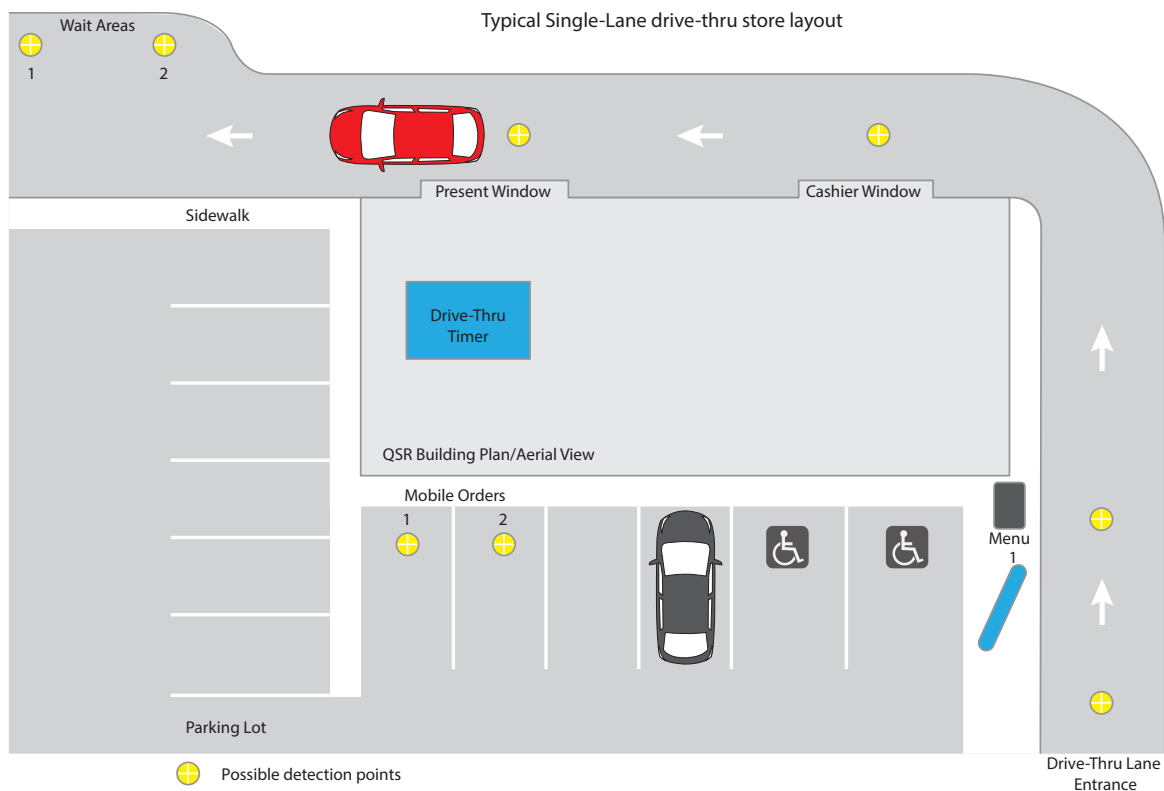 Typical Single-Lane drive-thru store layout
Wait Areas
1
2
Present Window
Cashier Window
Sidewalk
Drive-Thru
Timer
QSR Building Plan/Aerial View
Mobile Orders
1
2
Menu
1
Parking Lot
Possible detection points
Drive-Thru Lane
Entrance